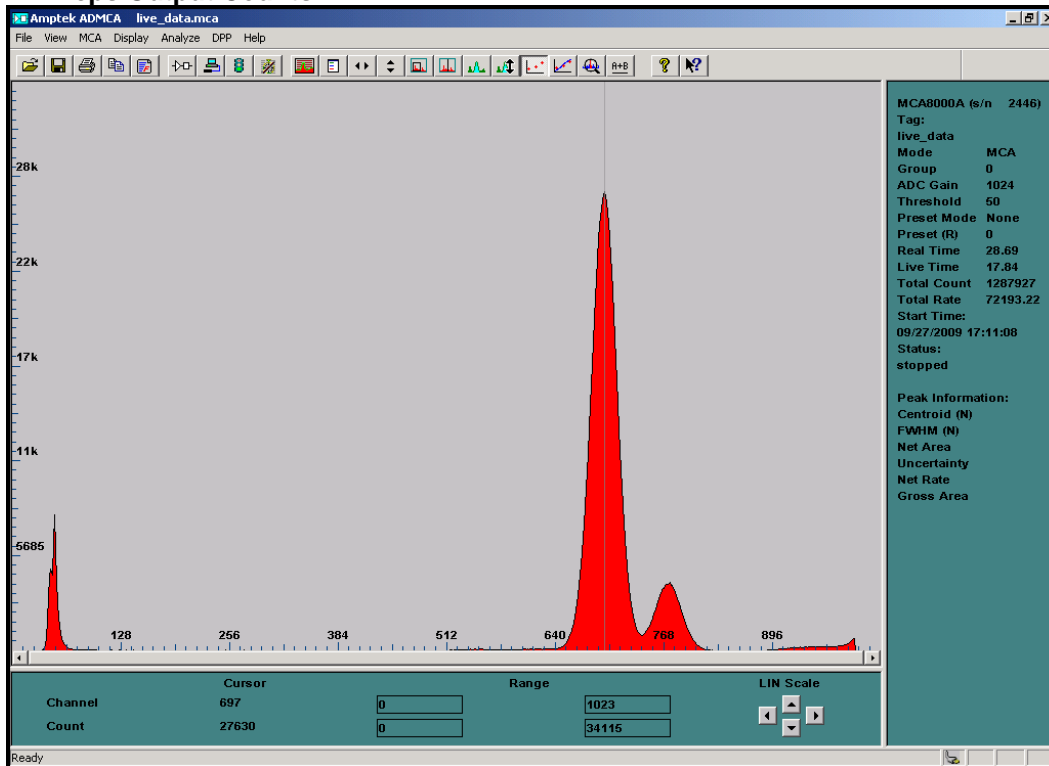 Amptek ADMCA live_data.mca
File View MCA Display Analyze DPP Help
A+B
MCA8000A (s/n 2446)
Tag:
live_data
Mode MCA
Group 0
ADC Gain 1024
Threshold 50
Preset Mode None
Preset (R) 0
Real Time 28.69
Live Time 17.84
Total Count 1287927
Total Rate 72193.22
Start Time:
09/27/2009 17:11:08
Status:
stopped
Peak Information:
Centroid (N)
FWHM (N)
Net Area
Uncertainty
Net Rate
Gross Area
28k
22k
17k
11k
5685
128 256 384 512 640 768 896
Cursor Range LIN Scale
Channel 697 0 1023
Count 27630 0 34115
Ready